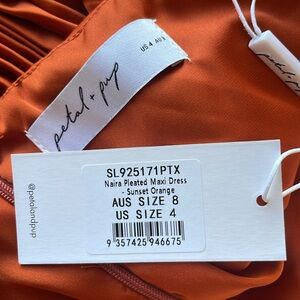 petal + pup
US 4 AUS 8
petal + pup
@petalandpup
SL925171PTX
Naira Pleated Maxi Dress
- Sunset Orange
AUS SIZE 8
US SIZE 4
9 357425 946675